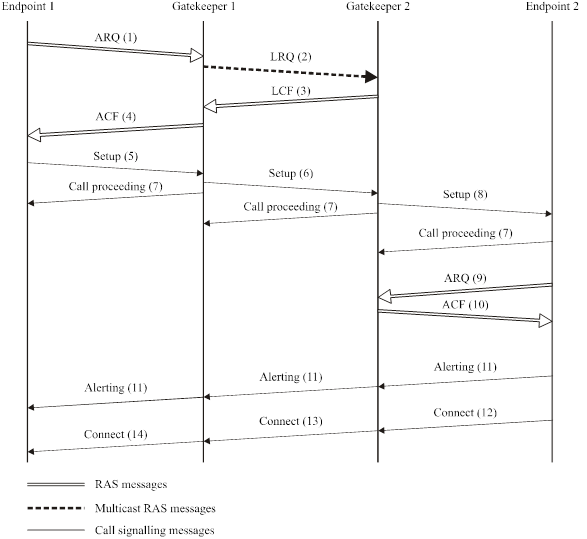 Endpoint 1 Gatekeeper 1 Gatekeeper 2 Endpoint 2
ARQ (1)
LRQ (2)
LCF (3)
ACF (4)
Setup (5)
Setup (6)
Call proceeding (7)
Setup (8)
Call proceeding (7)
Call proceeding (7)
ARQ (9)
ACF (10)
Alerting (11)
Alerting (11)
Alerting (11)
Connect (12)
Connect (13)
Connect (14)
RAS messages
Multicast RAS messages
Call signalling messages